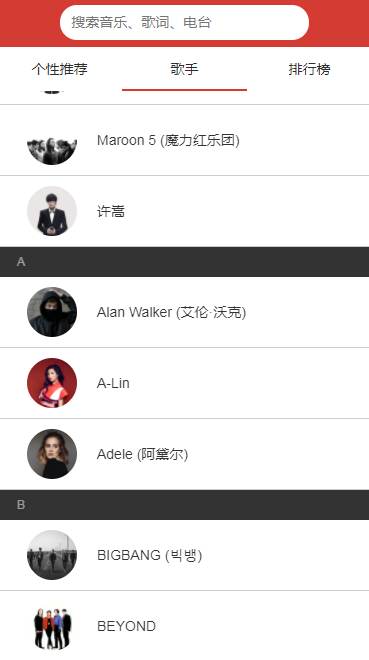 搜索音乐、歌词、电台
个性推荐 歌手 排行榜
Maroon 5 (魔力红乐团)
许嵩
A
Alan Walker (艾伦·沃克)
A-Lin
Adele (阿黛尔)
B
BIGBANG (빅뱅)
BEYOND